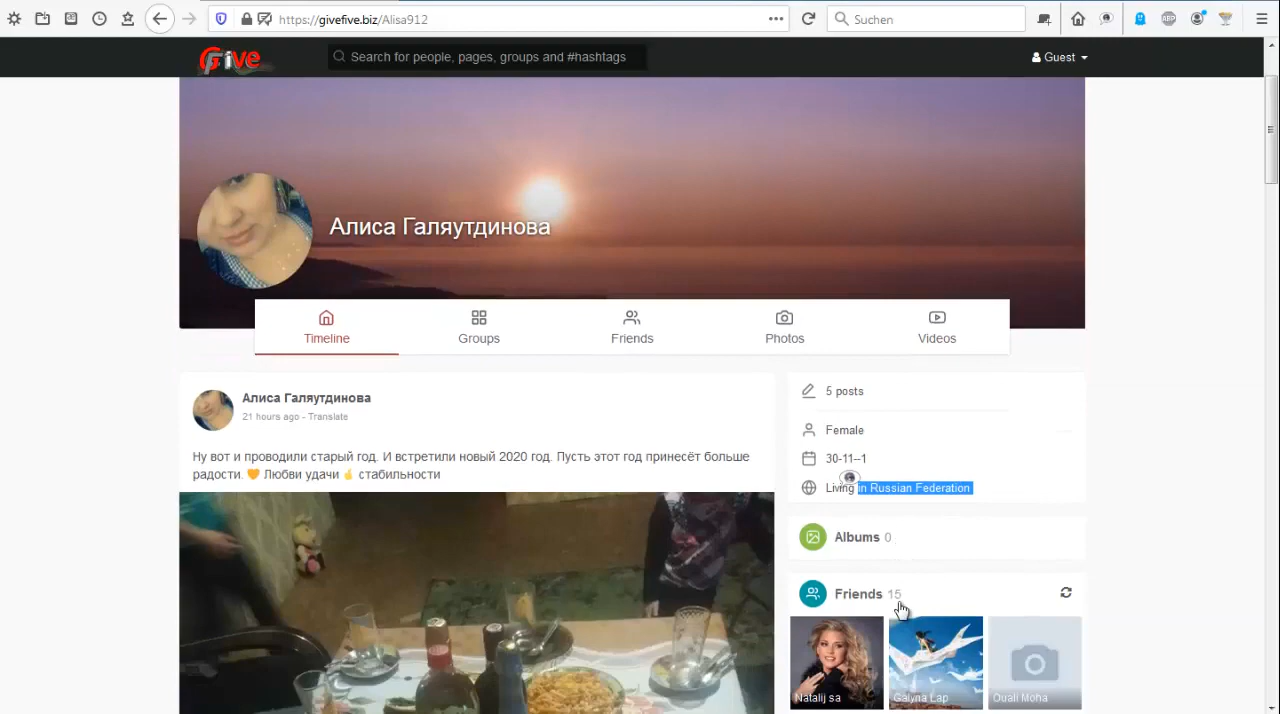 https://givefive.biz/Alisa912
Suchen
Five
Search for people, pages, groups and #hashtags
Guest
Алиса Галяутдинова
Timeline
Groups
Friends
Photos
Videos
Алиса Галяутдинова
21 hours ago - Translate
Ну вот и проводили старый год. И встретили новый 2020 год. Пусть этот год принесёт больше
радости. 🧡 Любви удачи 🤞 стабильности
5 posts
Female
30-11--1
Living in Russian Federation
Albums 0
Friends 15
Natalij sa
Galyna Lap
Ouali Moha